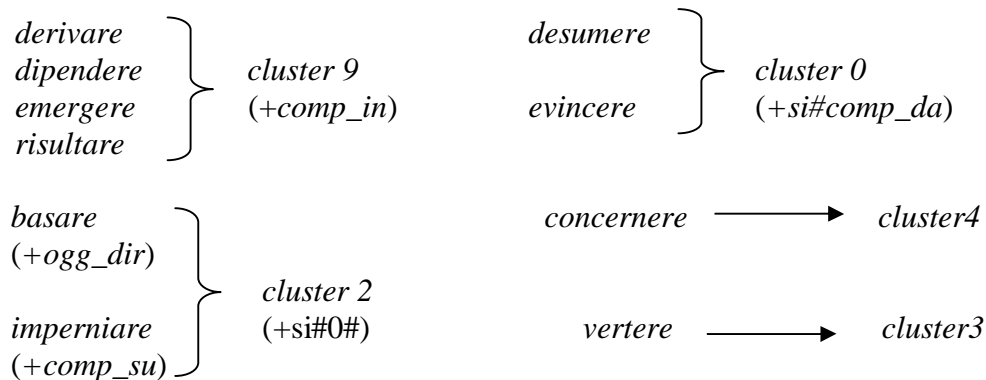 derivare
dipendere
emergere
risultare
cluster 9
(+comp_in)
desumere
evincere
cluster 0
(+si#comp_da)
basare
(+ogg_dir)
imperniare
(+comp_su)
cluster 2
(+si#0#)
concernere
cluster4
vertere
cluster3